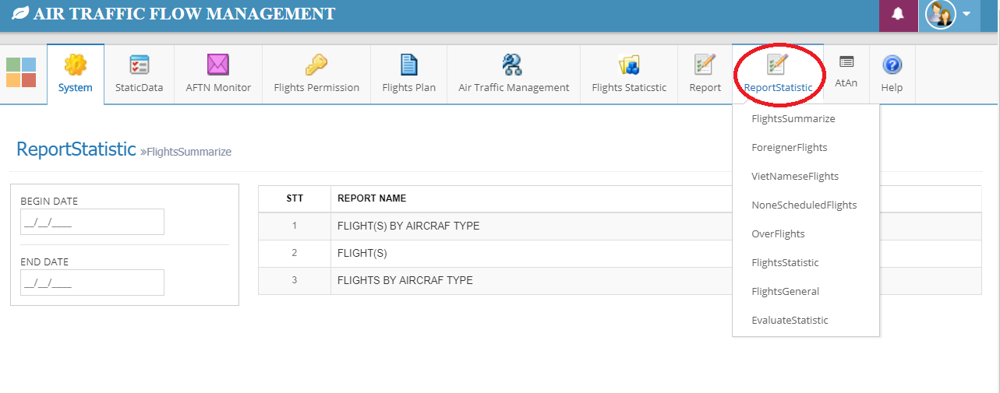 AIR TRAFFIC FLOW MANAGEMENT
System StaticData AFTN Monitor Flights Permission Flights Plan Air Traffic Management Flights Staticstic Report ReportStatistic AtAn Help
FlightsSummarize
ForeignerFlights
VietNameseFlights
NoneScheduledFlights
OverFlights
FlightsStatistic
FlightsGeneral
EvaluateStatistic
ReportStatistic »FlightsSummarize
BEGIN DATE
__/__/____
END DATE
__/__/____
STT REPORT NAME
1 FLIGHT(S) BY AIRCRAF TYPE
2 FLIGHT(S)
3 FLIGHTS BY AIRCRAF TYPE